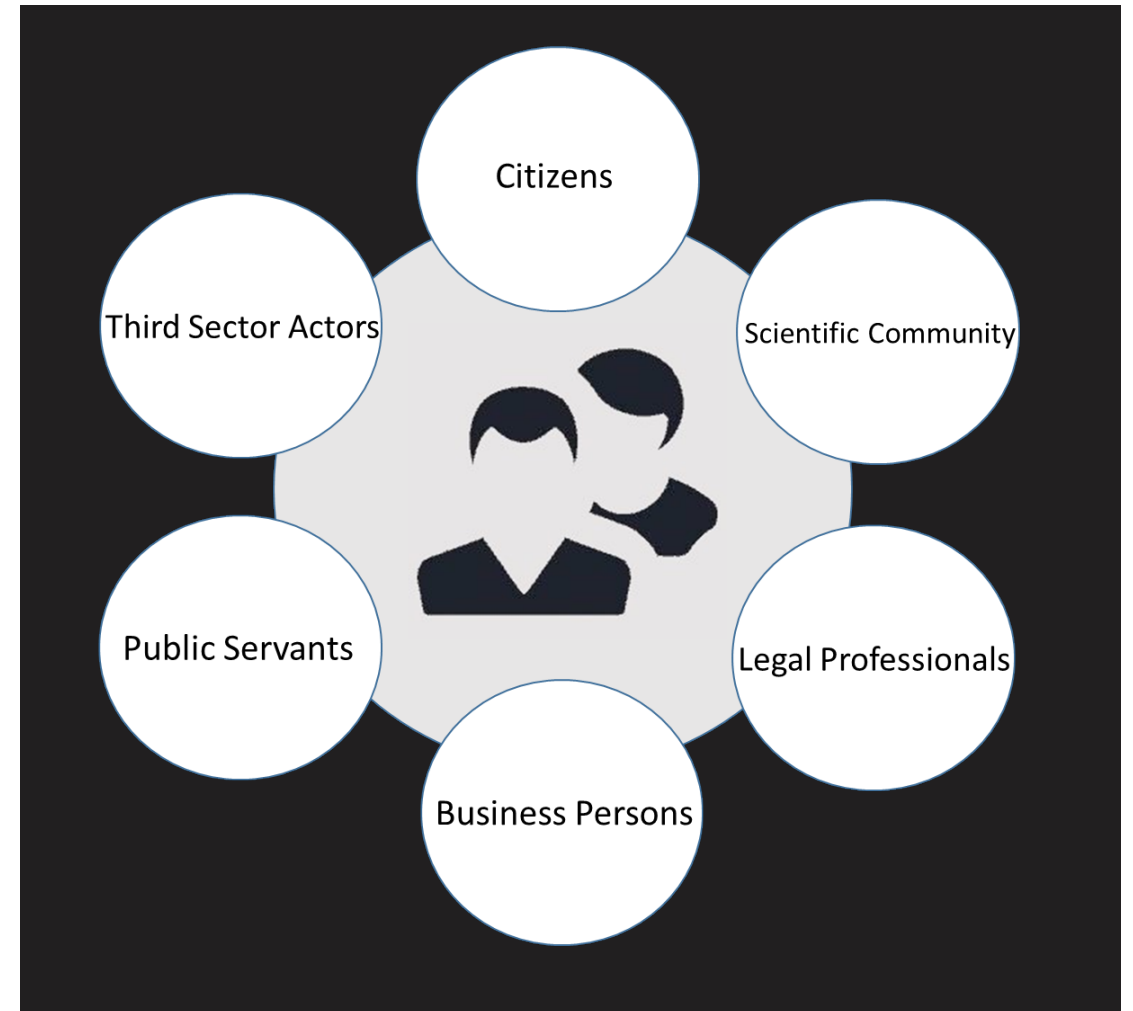 Citizens
Third Sector Actors
Scientific Community
Public Servants
Legal Professionals
Business Persons